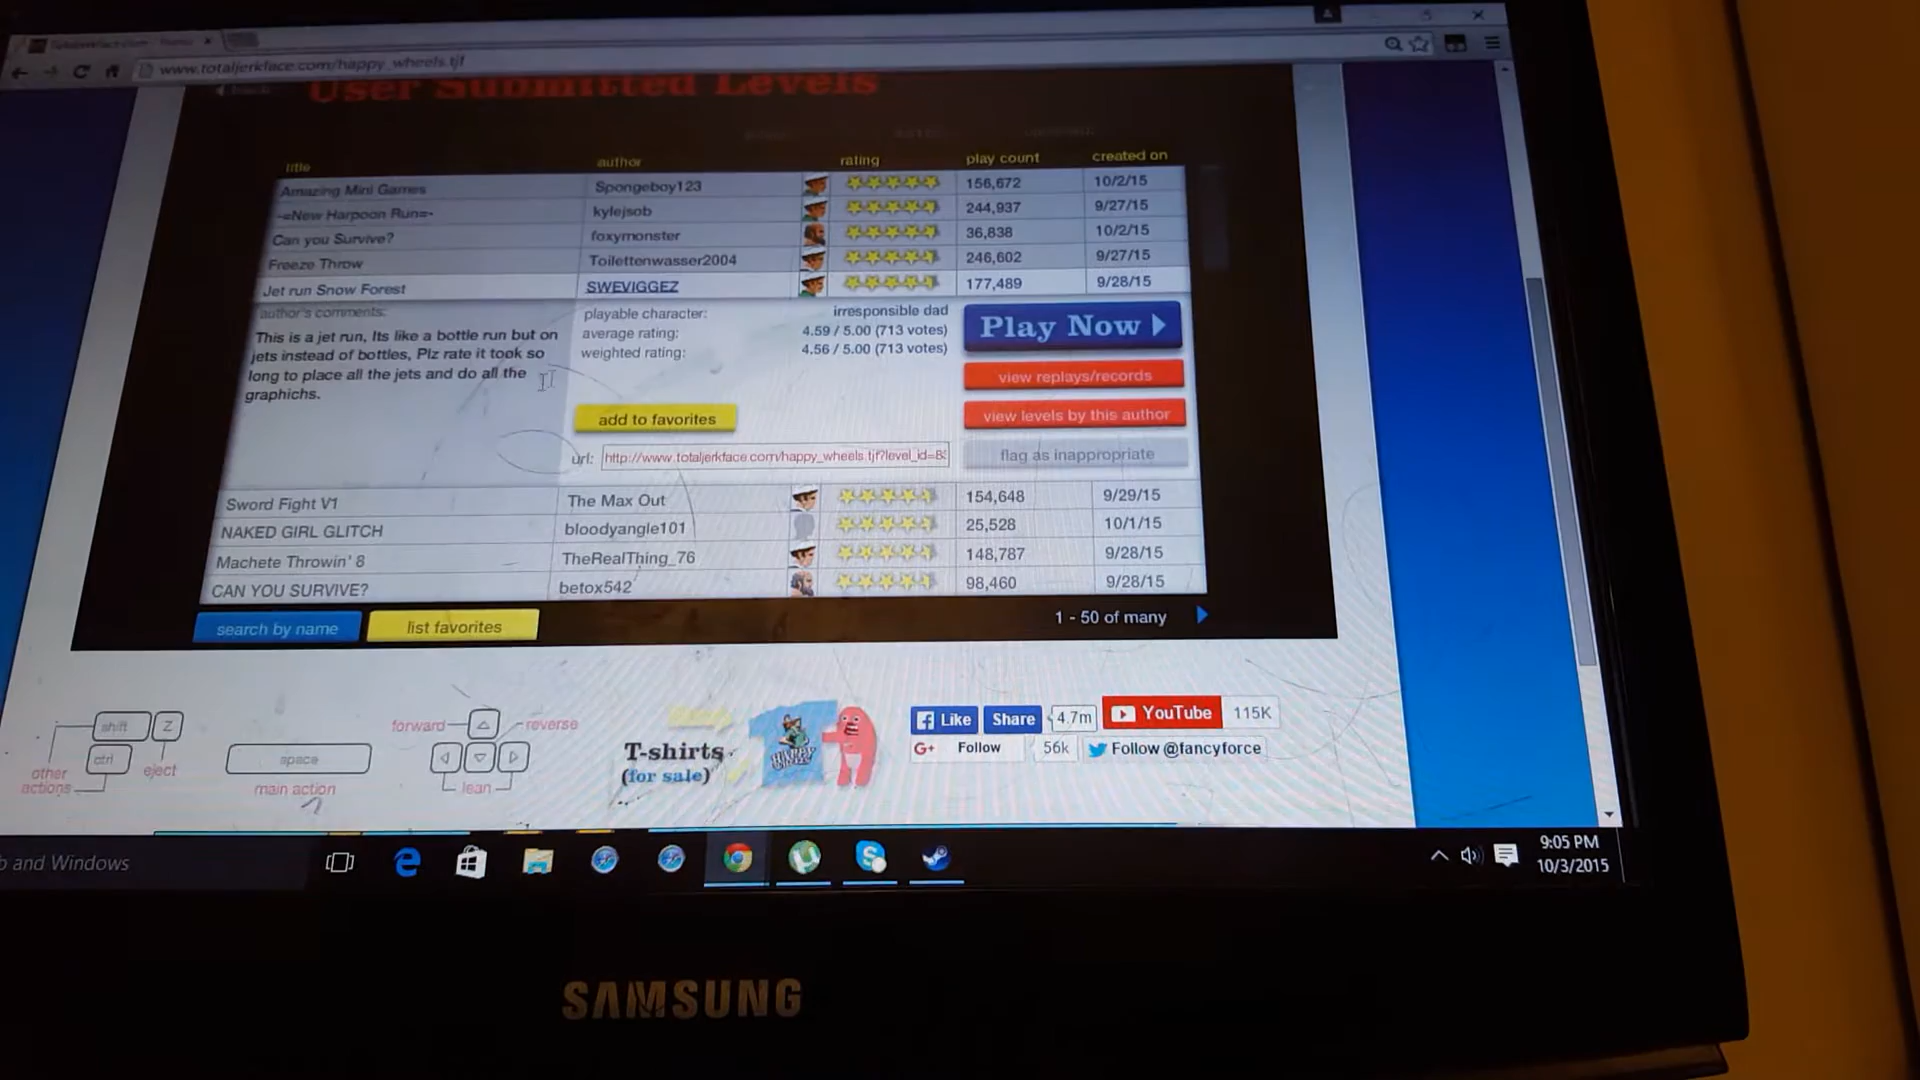 www.totaljerkface.com/happy_wheels.tjf
User Submitted Levels
title author rating play count created on
Amazing Mini Games Spongeboy123 156,672 10/2/15
-=New Harpoon Run=- kylejsob 244,937 9/27/15
Can you Survive? foxymonster 36,838 10/2/15
Freeze Throw Toilettenwasser2004 246,602 9/27/15
Jet run Snow Forest SWEVIGGEZ 177,489 9/28/15
author's comments:
This is a jet run, Its like a bottle run but on
jets instead of bottles, Plz rate it took so
long to place all the jets and do all the
graphichs.
playable character: irresponsible dad
average rating: 4.59 / 5.00 (713 votes)
weighted rating: 4.56 / 5.00 (713 votes)
add to favorites
url: http://www.totaljerkface.com/happy_wheels.tjf?level_id=8
Play Now
view replays/records
view levels by this author
flag as inappropriate
Sword Fight V1 The Max Out 154,648 9/29/15
NAKED GIRL GLITCH bloodyangle101 25,528 10/1/15
Machete Throwin' 8 TheRealThing_76 148,787 9/28/15
CAN YOU SURVIVE? betox542 98,460 9/28/15
search by name list favorites 1 - 50 of many
shift Z
ctrl
other
actions
eject
space
main action
forward reverse
lean
T-shirts
(for sale)
HAPPY WHEELS
Like Share 4.7m YouTube 115K
G+ Follow 56k Follow @fancyforce
b and Windows
9:05 PM
10/3/2015
SAMSUNG